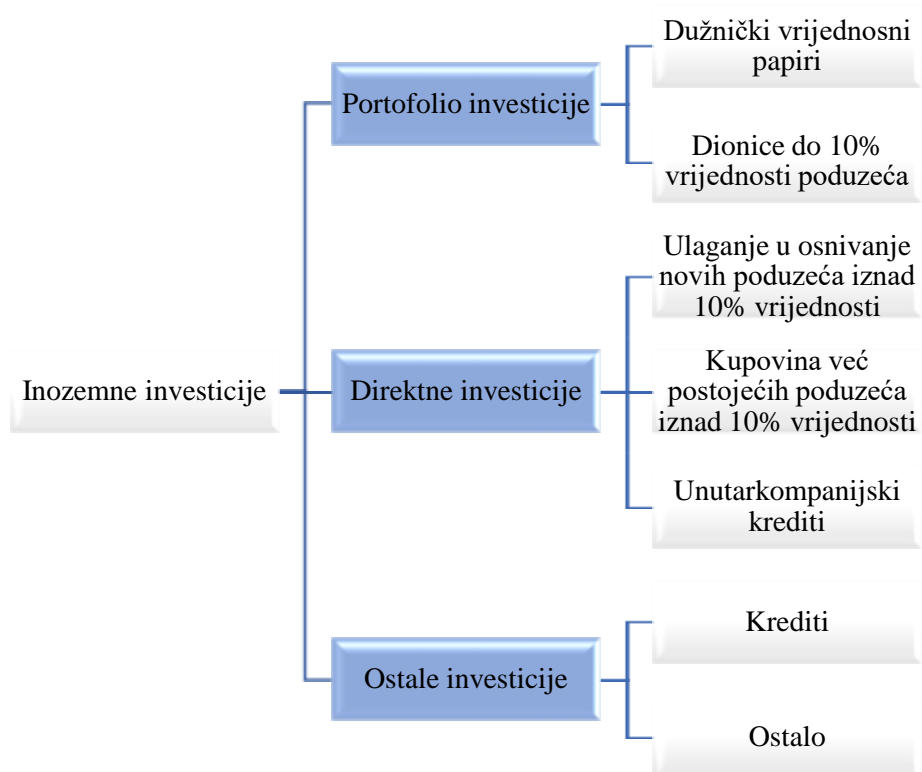 Inozemne investicije
Portofolio investicije
Dužnički vrijednosni
papiri
Dionice do 10%
vrijednosti poduzeća
Direktne investicije
Ulaganje u osnivanje
novih poduzeća iznad
10% vrijednosti
Kupovina već
postojećih poduzeća
iznad 10% vrijednosti
Unutarkompanijski
krediti
Ostale investicije
Krediti
Ostalo